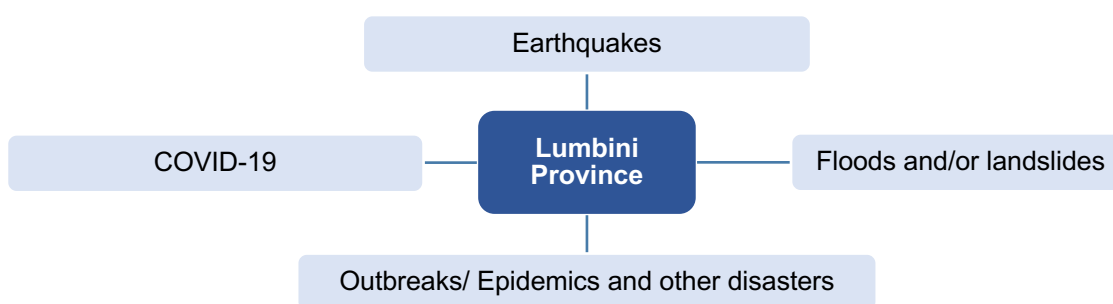 Earthquakes
COVID-19
Lumbini
Province
Floods and/or landslides
Outbreaks/ Epidemics and other disasters